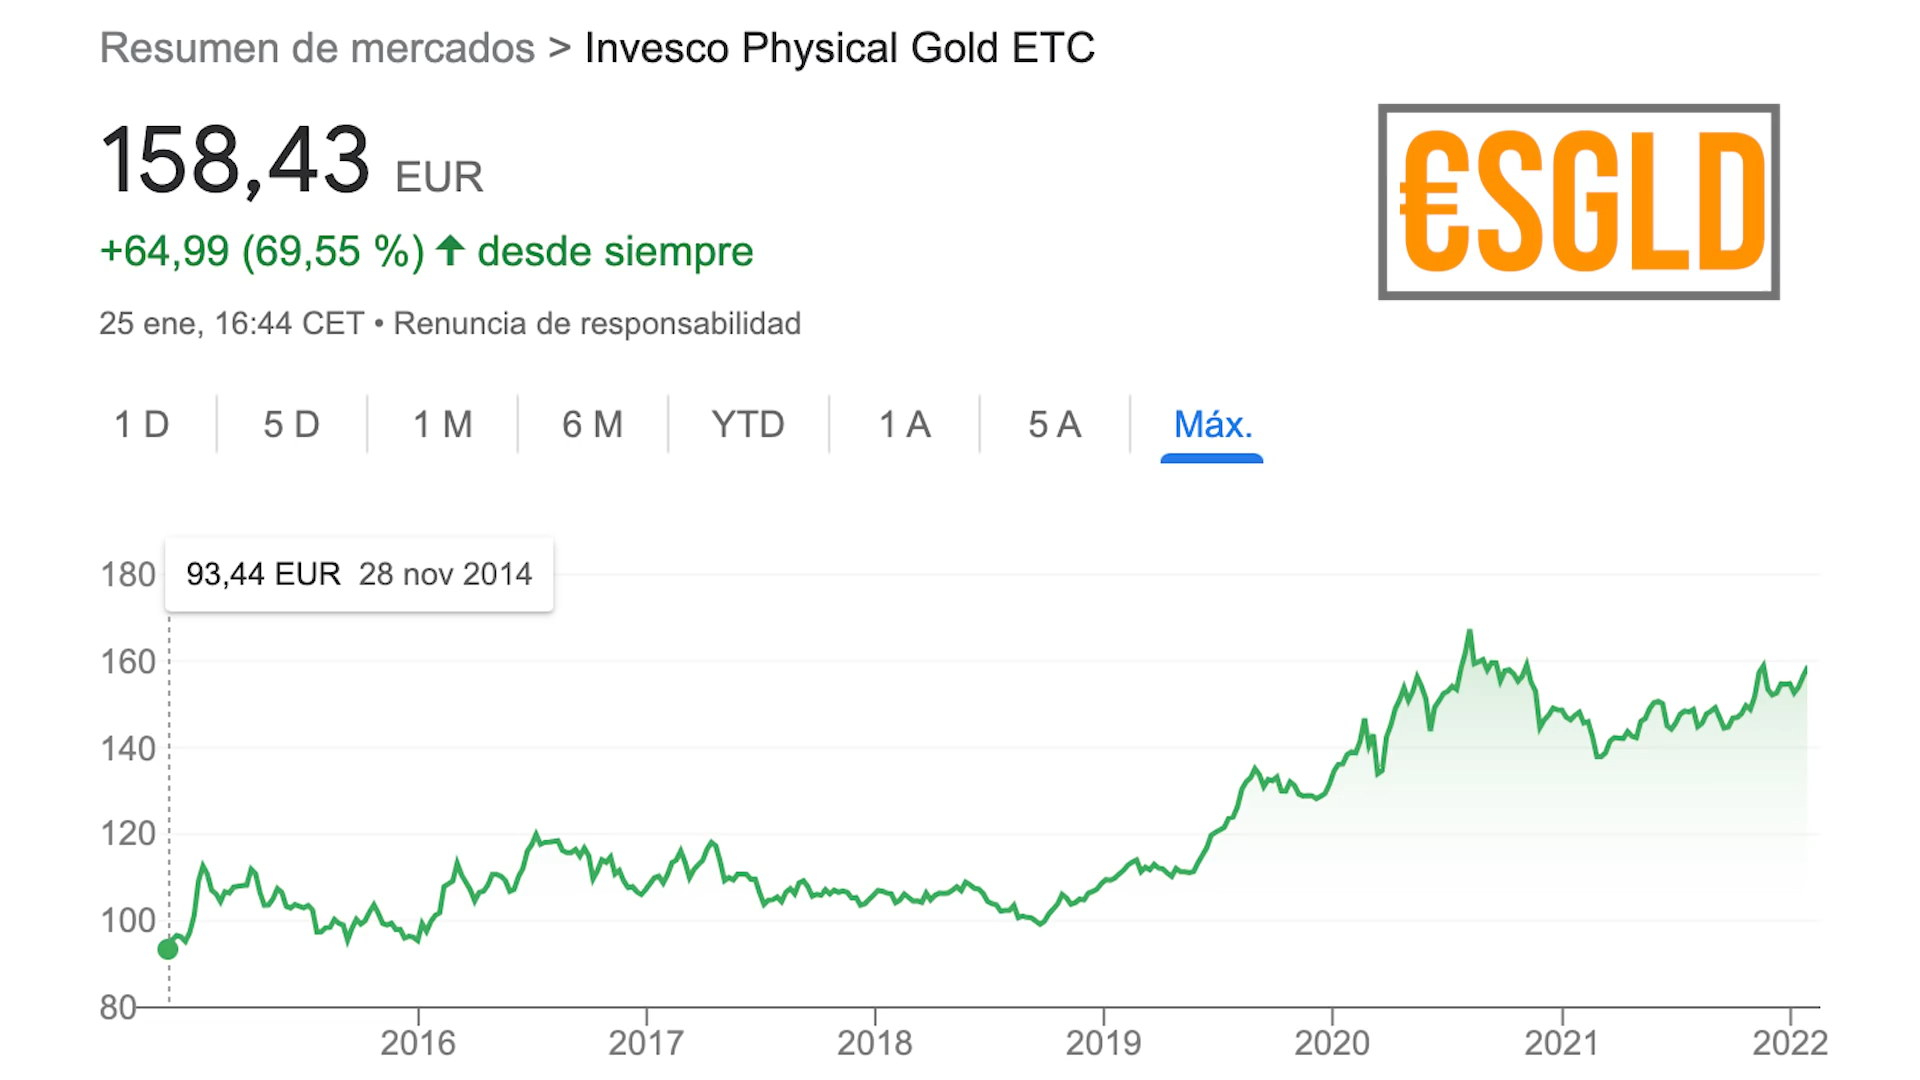 Resumen de mercados > Invesco Physical Gold ETC
158,43 EUR
€SGLD
+64,99 (69,55 %) ↑ desde siempre
25 ene, 16:44 CET • Renuncia de responsabilidad
1 D 5 D 1 M 6 M YTD 1 A 5 A Máx.
93,44 EUR 28 nov 2014
180
160
140
120
100
80
2016 2017 2018 2019 2020 2021 2022